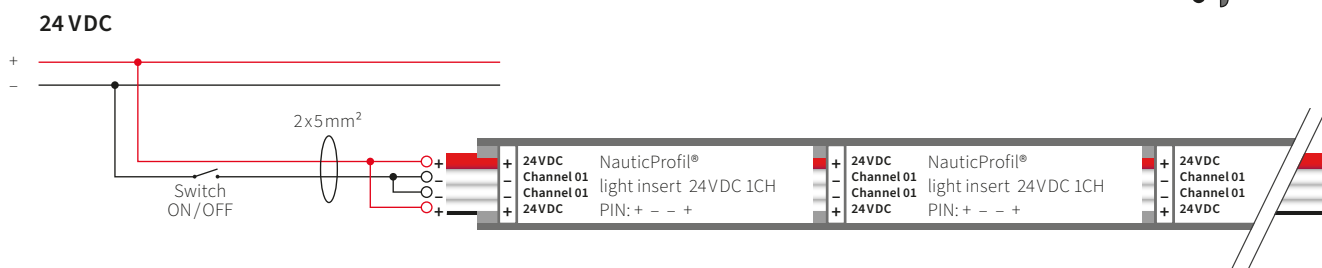 24 VDC
+
–
2x5mm²
Switch
ON/OFF
+
–
–
+
+
–
–
+
24VDC
Channel 01
Channel 01
24VDC
NauticProfil®
light insert 24VDC 1CH
PIN: + – – +
+
–
–
+
24VDC
Channel 01
Channel 01
24VDC
NauticProfil®
light insert 24VDC 1CH
PIN: + – – +
+
–
–
+
24VDC
Channel 01
Channel 01
24VDC